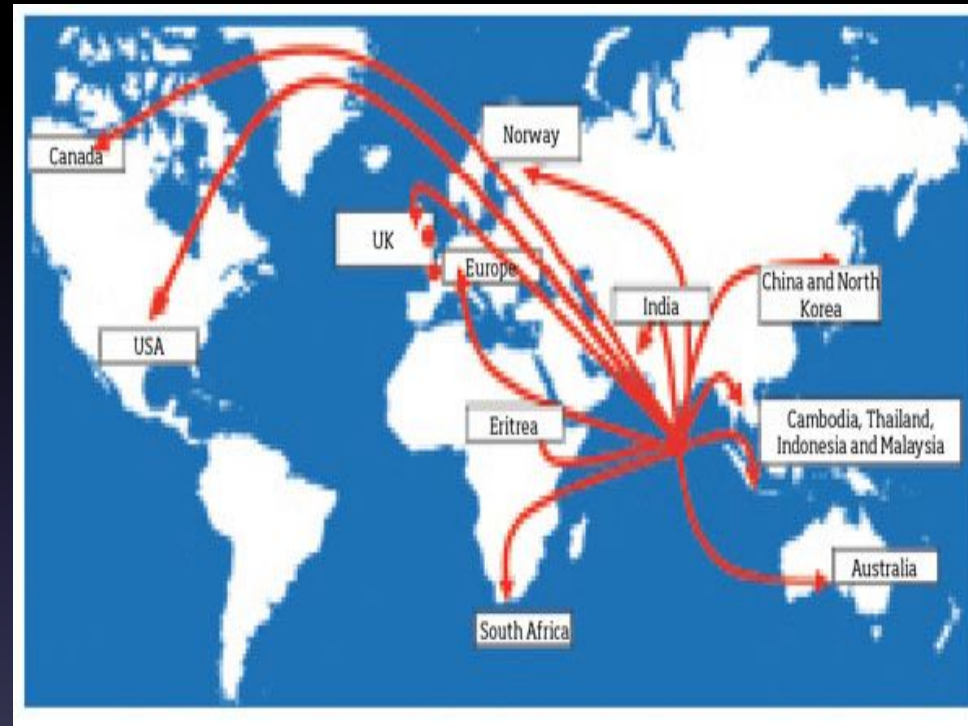 Norway
Canada
UK
Europe
India
China and North
Korea
USA
Eritrea
Cambodia, Thailand,
Indonesia and Malaysia
Australia
South Africa